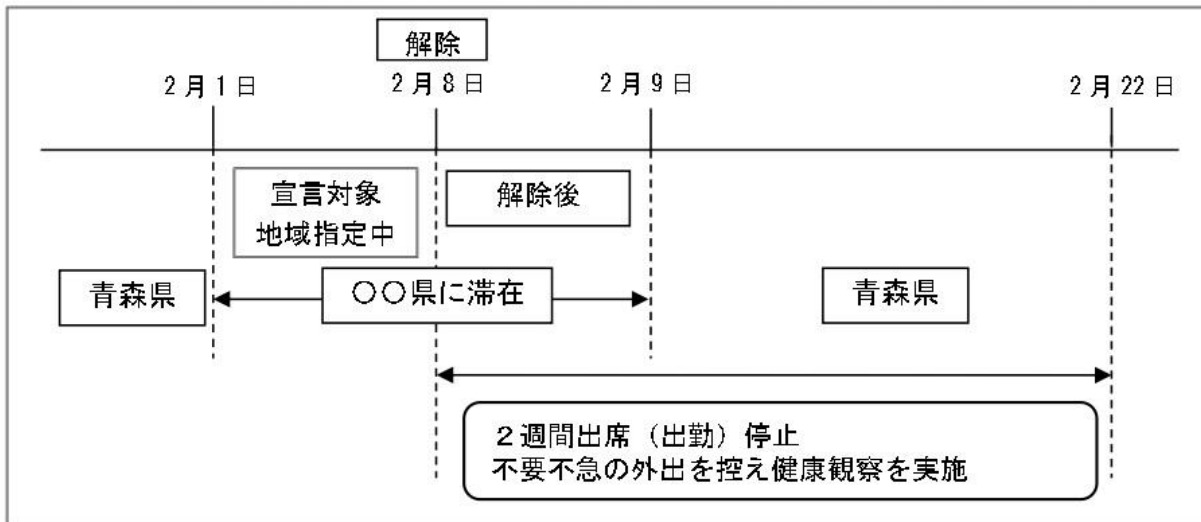 解除
2月1日
2月8日
2月9日
2月22日
宣言対象
地域指定中
解除後
青森県
〇〇県に滞在
青森県
２週間出席（出勤）停止
不要不急の外出を控え健康観察を実施